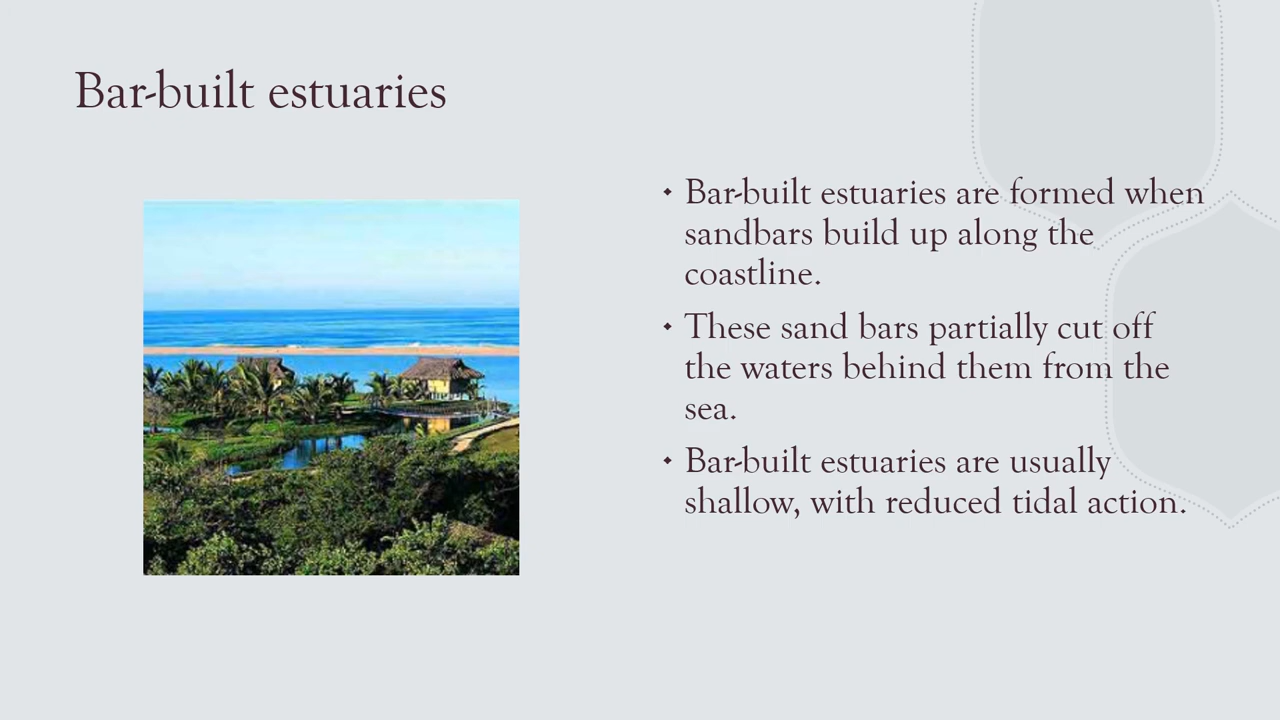 Bar-built estuaries
Bar-built estuaries are formed when
sandbars build up along the
coastline.
These sand bars partially cut off
the waters behind them from the
sea.
Bar-built estuaries are usually
shallow, with reduced tidal action.